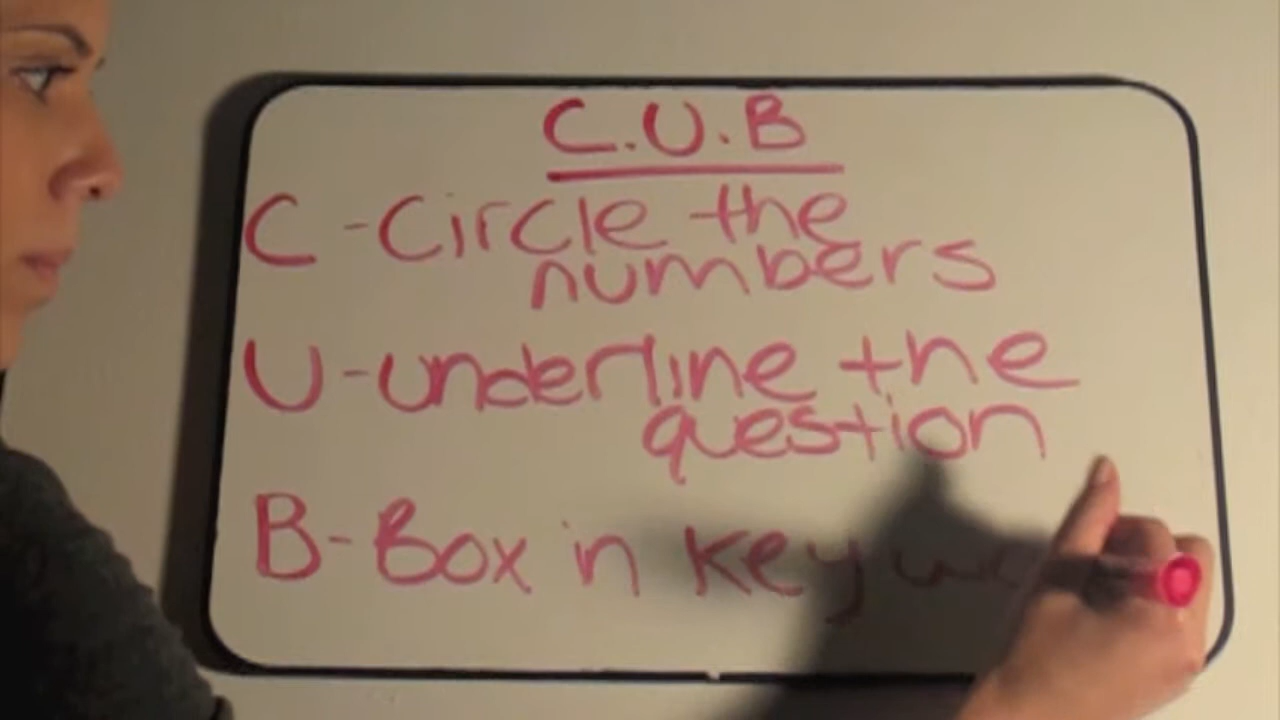 C.U.B
C - Circle the
numbers
U - underline the
question
B - Box in key